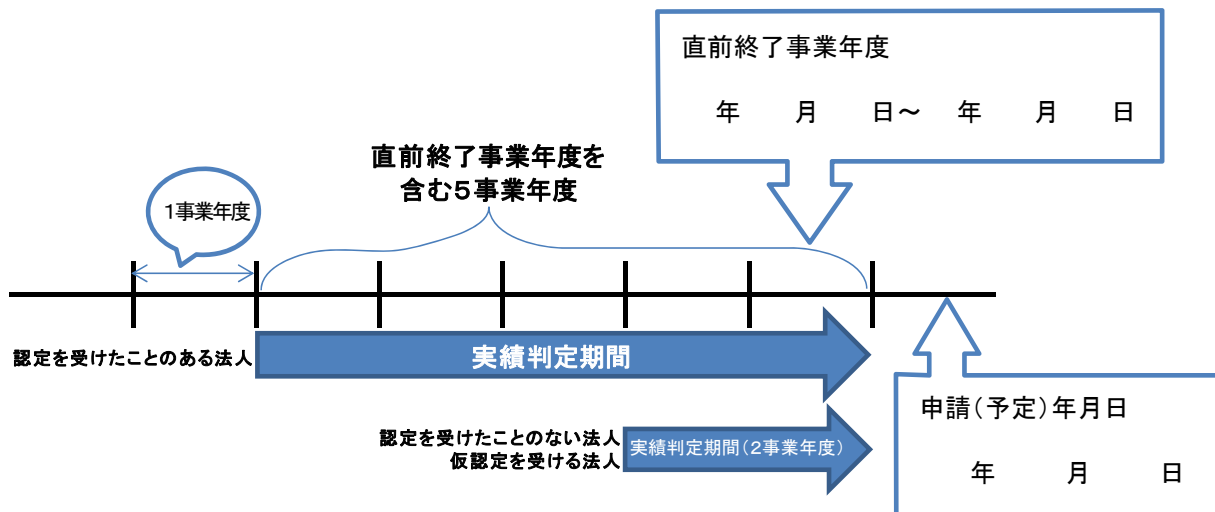 直前終了事業年度
年 月 日～ 年 月 日
直前終了事業年度を
含む５事業年度
1事業年度
認定を受けたことのある法人
実績判定期間
認定を受けたことのない法人
仮認定を受ける法人
実績判定期間（２事業年度）
申請（予定）年月日
年 月 日